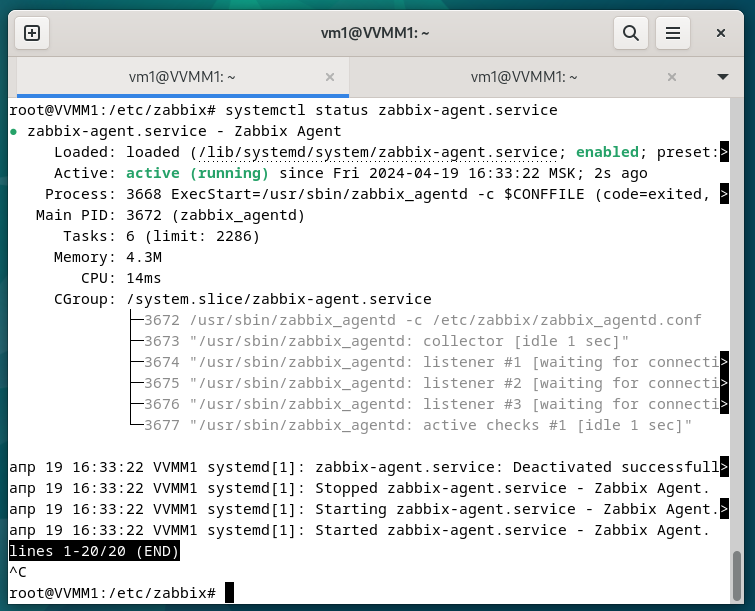 vm1@VVMM1: ~
vm1@VVMM1: ~
vm1@VVMM1: ~
root@VVMM1:/etc/zabbix# systemctl status zabbix-agent.service
● zabbix-agent.service - Zabbix Agent
Loaded: loaded (/lib/systemd/system/zabbix-agent.service; enabled; preset:>
Active: active (running) since Fri 2024-04-19 16:33:22 MSK; 2s ago
Process: 3668 ExecStart=/usr/sbin/zabbix_agentd -c $CONFFILE (code=exited, >
Main PID: 3672 (zabbix_agentd)
Tasks: 6 (limit: 2286)
Memory: 4.3M
CPU: 14ms
CGroup: /system.slice/zabbix-agent.service
├─3672 /usr/sbin/zabbix_agentd -c /etc/zabbix/zabbix_agentd.conf
├─3673 "/usr/sbin/zabbix_agentd: collector [idle 1 sec]"
├─3674 "/usr/sbin/zabbix_agentd: listener #1 [waiting for connecti>
├─3675 "/usr/sbin/zabbix_agentd: listener #2 [waiting for connecti>
├─3676 "/usr/sbin/zabbix_agentd: listener #3 [waiting for connecti>
└─3677 "/usr/sbin/zabbix_agentd: active checks #1 [idle 1 sec]"
апр 19 16:33:22 VVMM1 systemd[1]: zabbix-agent.service: Deactivated successfull>
апр 19 16:33:22 VVMM1 systemd[1]: Stopped zabbix-agent.service - Zabbix Agent.
апр 19 16:33:22 VVMM1 systemd[1]: Starting zabbix-agent.service - Zabbix Agent.>
апр 19 16:33:22 VVMM1 systemd[1]: Started zabbix-agent.service - Zabbix Agent.
lines 1-20/20 (END)
^C
root@VVMM1:/etc/zabbix#